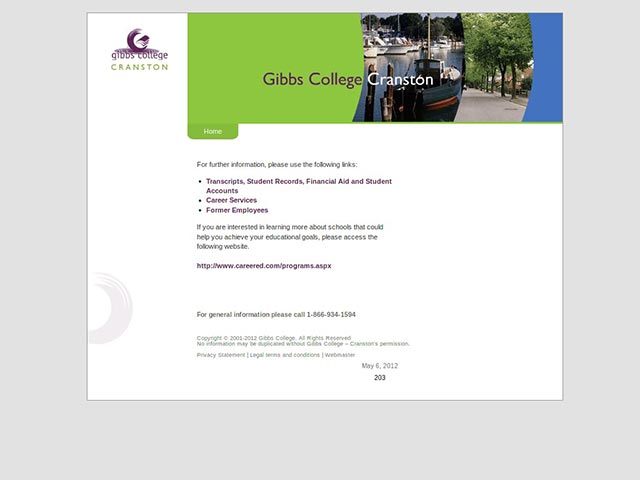 gibbs college
CRANSTON
Gibbs College Cranston
Home
For further information, please use the following links:
• Transcripts, Student Records, Financial Aid and Student
Accounts
• Career Services
• Former Employees
If you are interested in learning more about schools that could
help you achieve your educational goals, please access the
following website.
http://www.careered.com/programs.aspx
For general information please call 1-866-934-1594
Copyright © 2001-2012 Gibbs College. All Rights Reserved.
No information may be duplicated without Gibbs College – Cranston's permission.
Privacy Statement | Legal terms and conditions | Webmaster
May 6, 2012
203